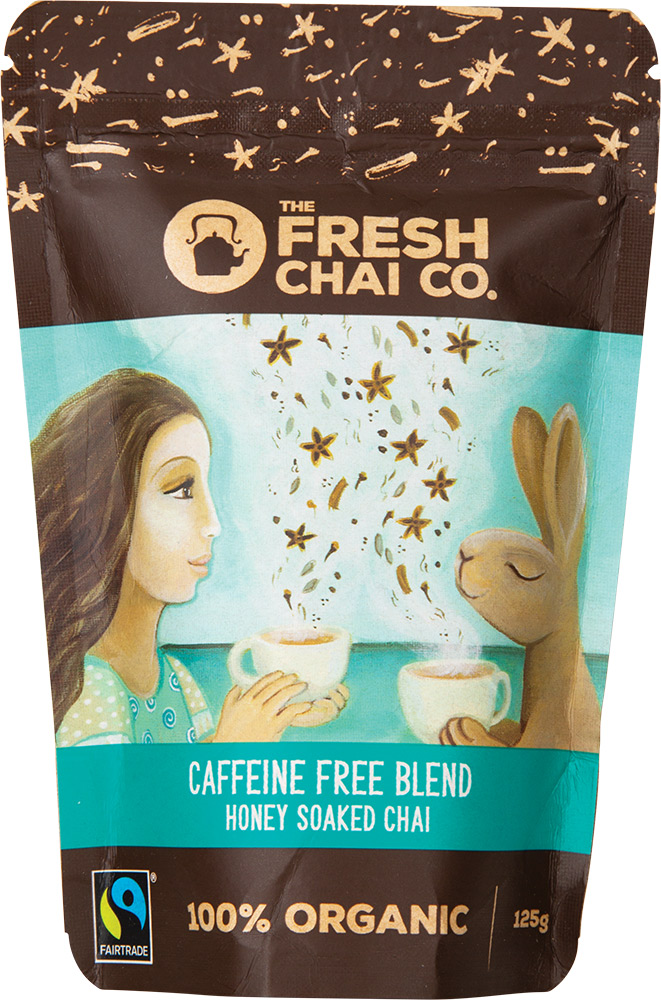 THE
FRESH
CHAI CO.
CAFFEINE FREE BLEND
HONEY SOAKED CHAI
FAIRTRADE
®
100% ORGANIC
125g